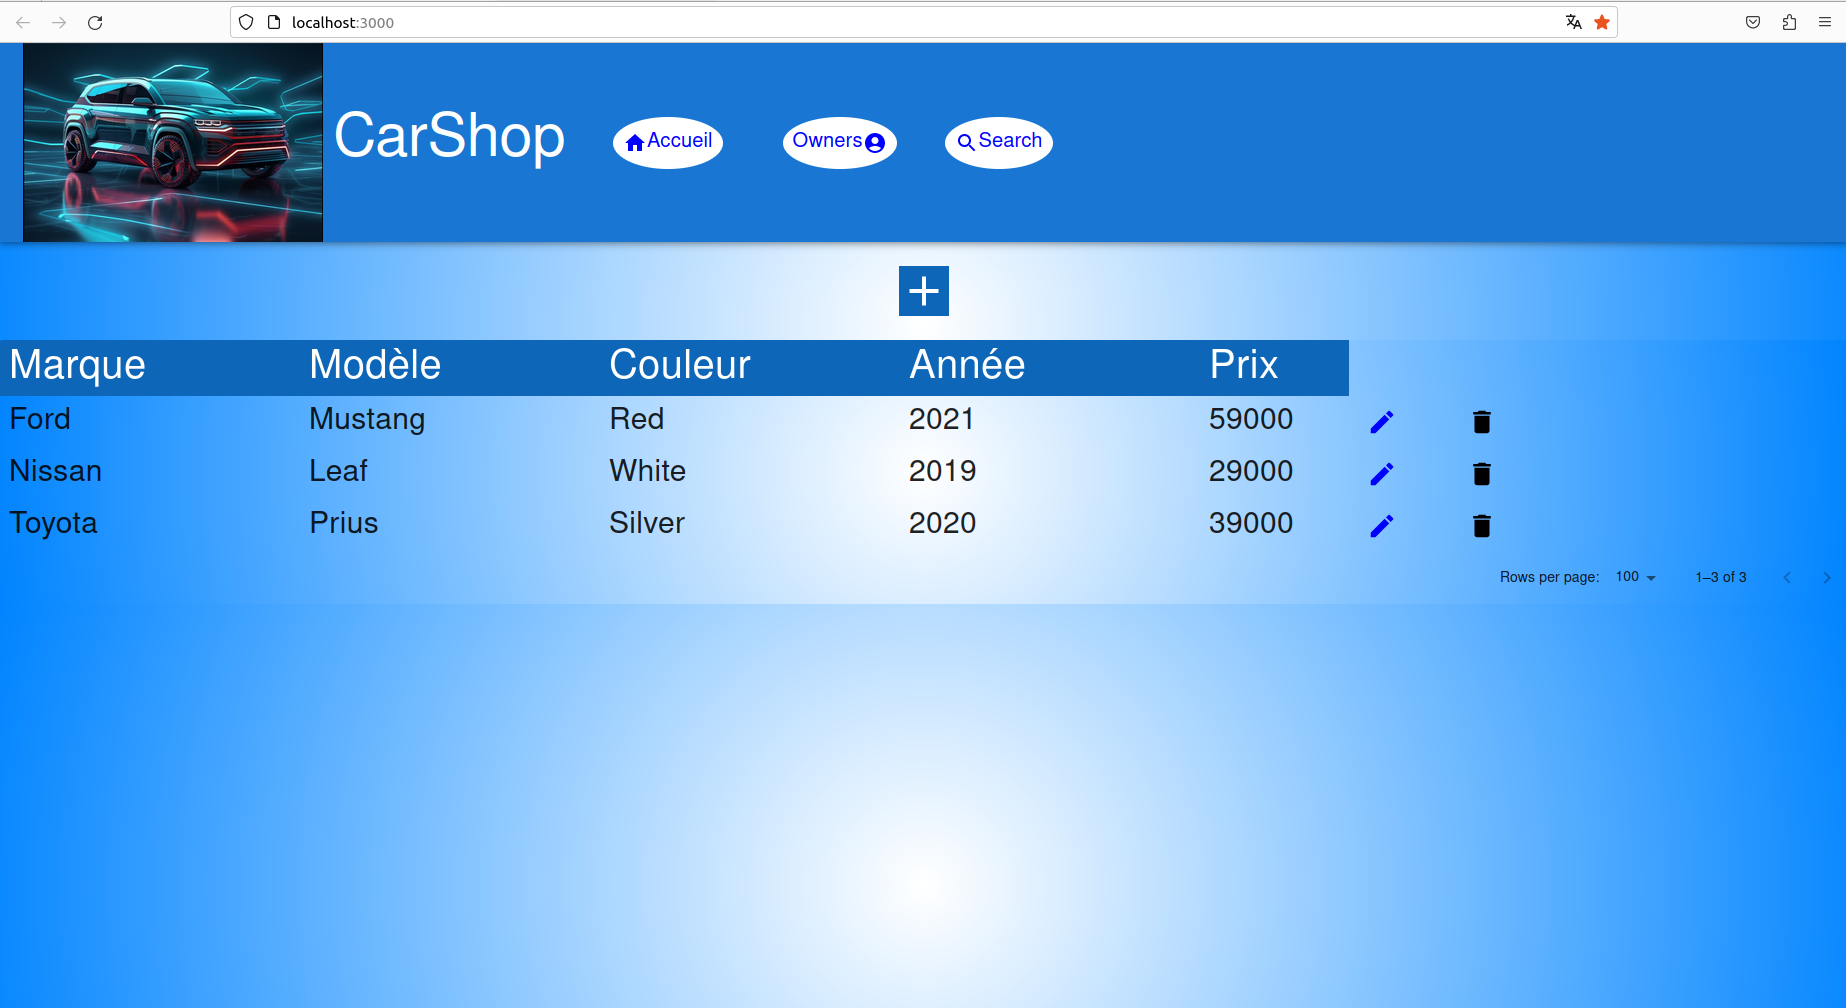 localhost:3000
CarShop Accueil Owners Search
Marque Modèle Couleur Année Prix
Ford Mustang Red 2021 59000
Nissan Leaf White 2019 29000
Toyota Prius Silver 2020 39000
Rows per page: 100 1–3 of 3